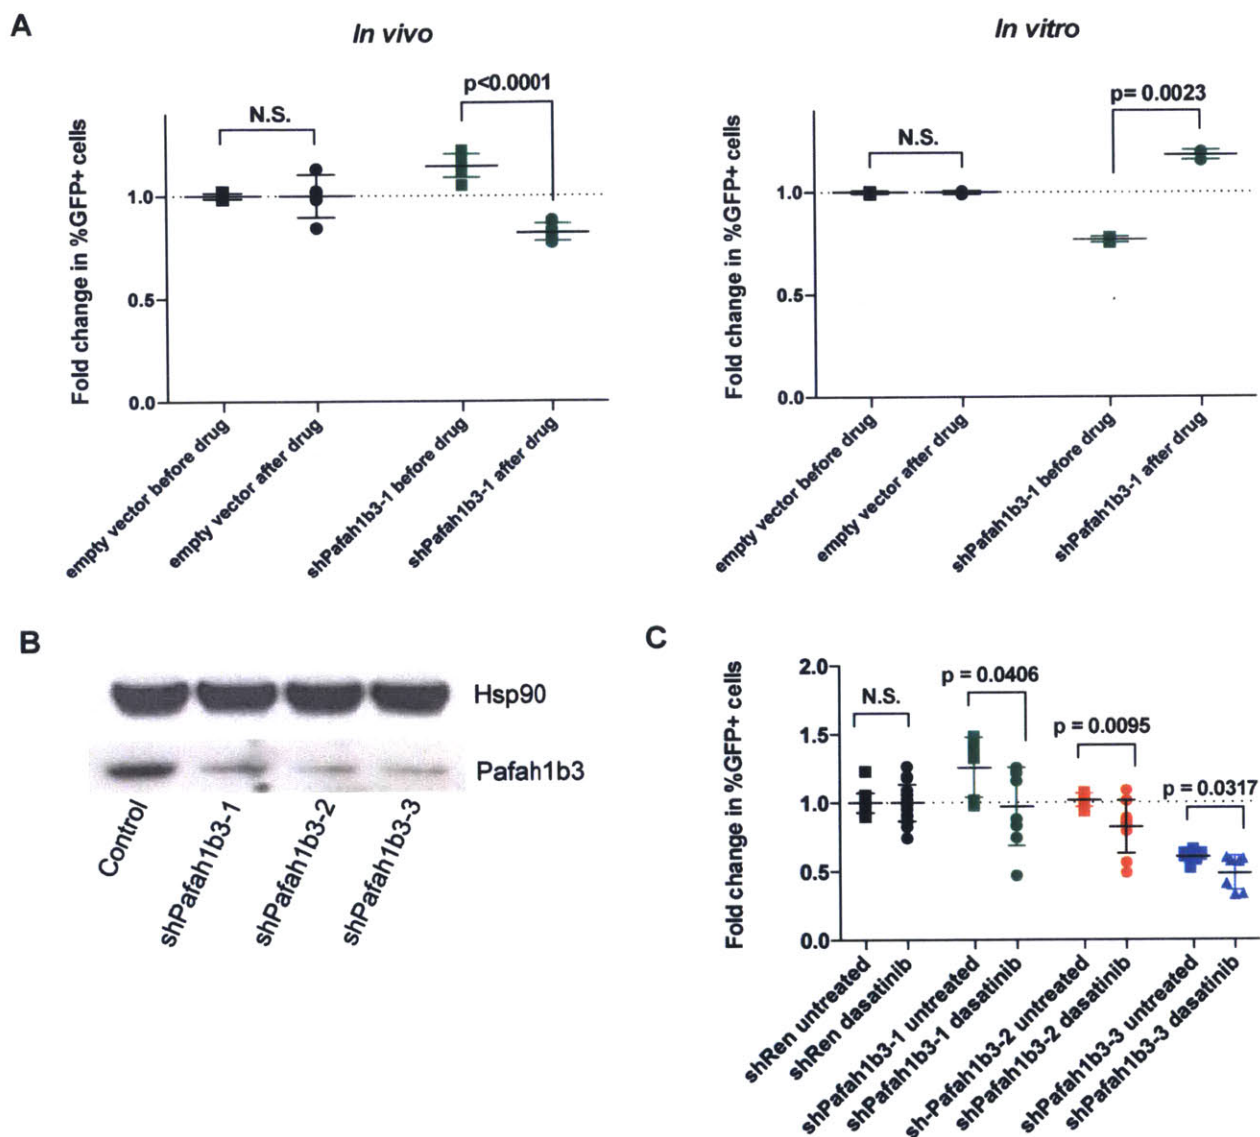 A
In vivo
p<0.0001
N.S.
Fold change in %GFP+ cells
1.0
0.5
0.0
empty vector before drug
empty vector after drug
shPafah1b3-1 before drug
shPafah1b3-1 after drug
In vitro
p= 0.0023
N.S.
Fold change in %GFP+ cells
1.0
0.5
0.0
empty vector before drug
empty vector after drug
shPafah1b3-1 before drug
shPafah1b3-1 after drug
B
Hsp90
Pafah1b3
Control
shPafah1b3-1
shPafah1b3-2
shPafah1b3-3
C
Fold change in %GFP+ cells
2.0
1.5
1.0
0.5
0.0
N.S.
p = 0.0406
p = 0.0095
p = 0.0317
shRen untreated
shRen dasatinib
shPafah1b3-1 untreated
shPafah1b3-1 dasatinib
sh-Pafah1b3-2 untreated
shPafah1b3-2 dasatinib
shPafah1b3-3 untreated
shPafah1b3-3 dasatinib